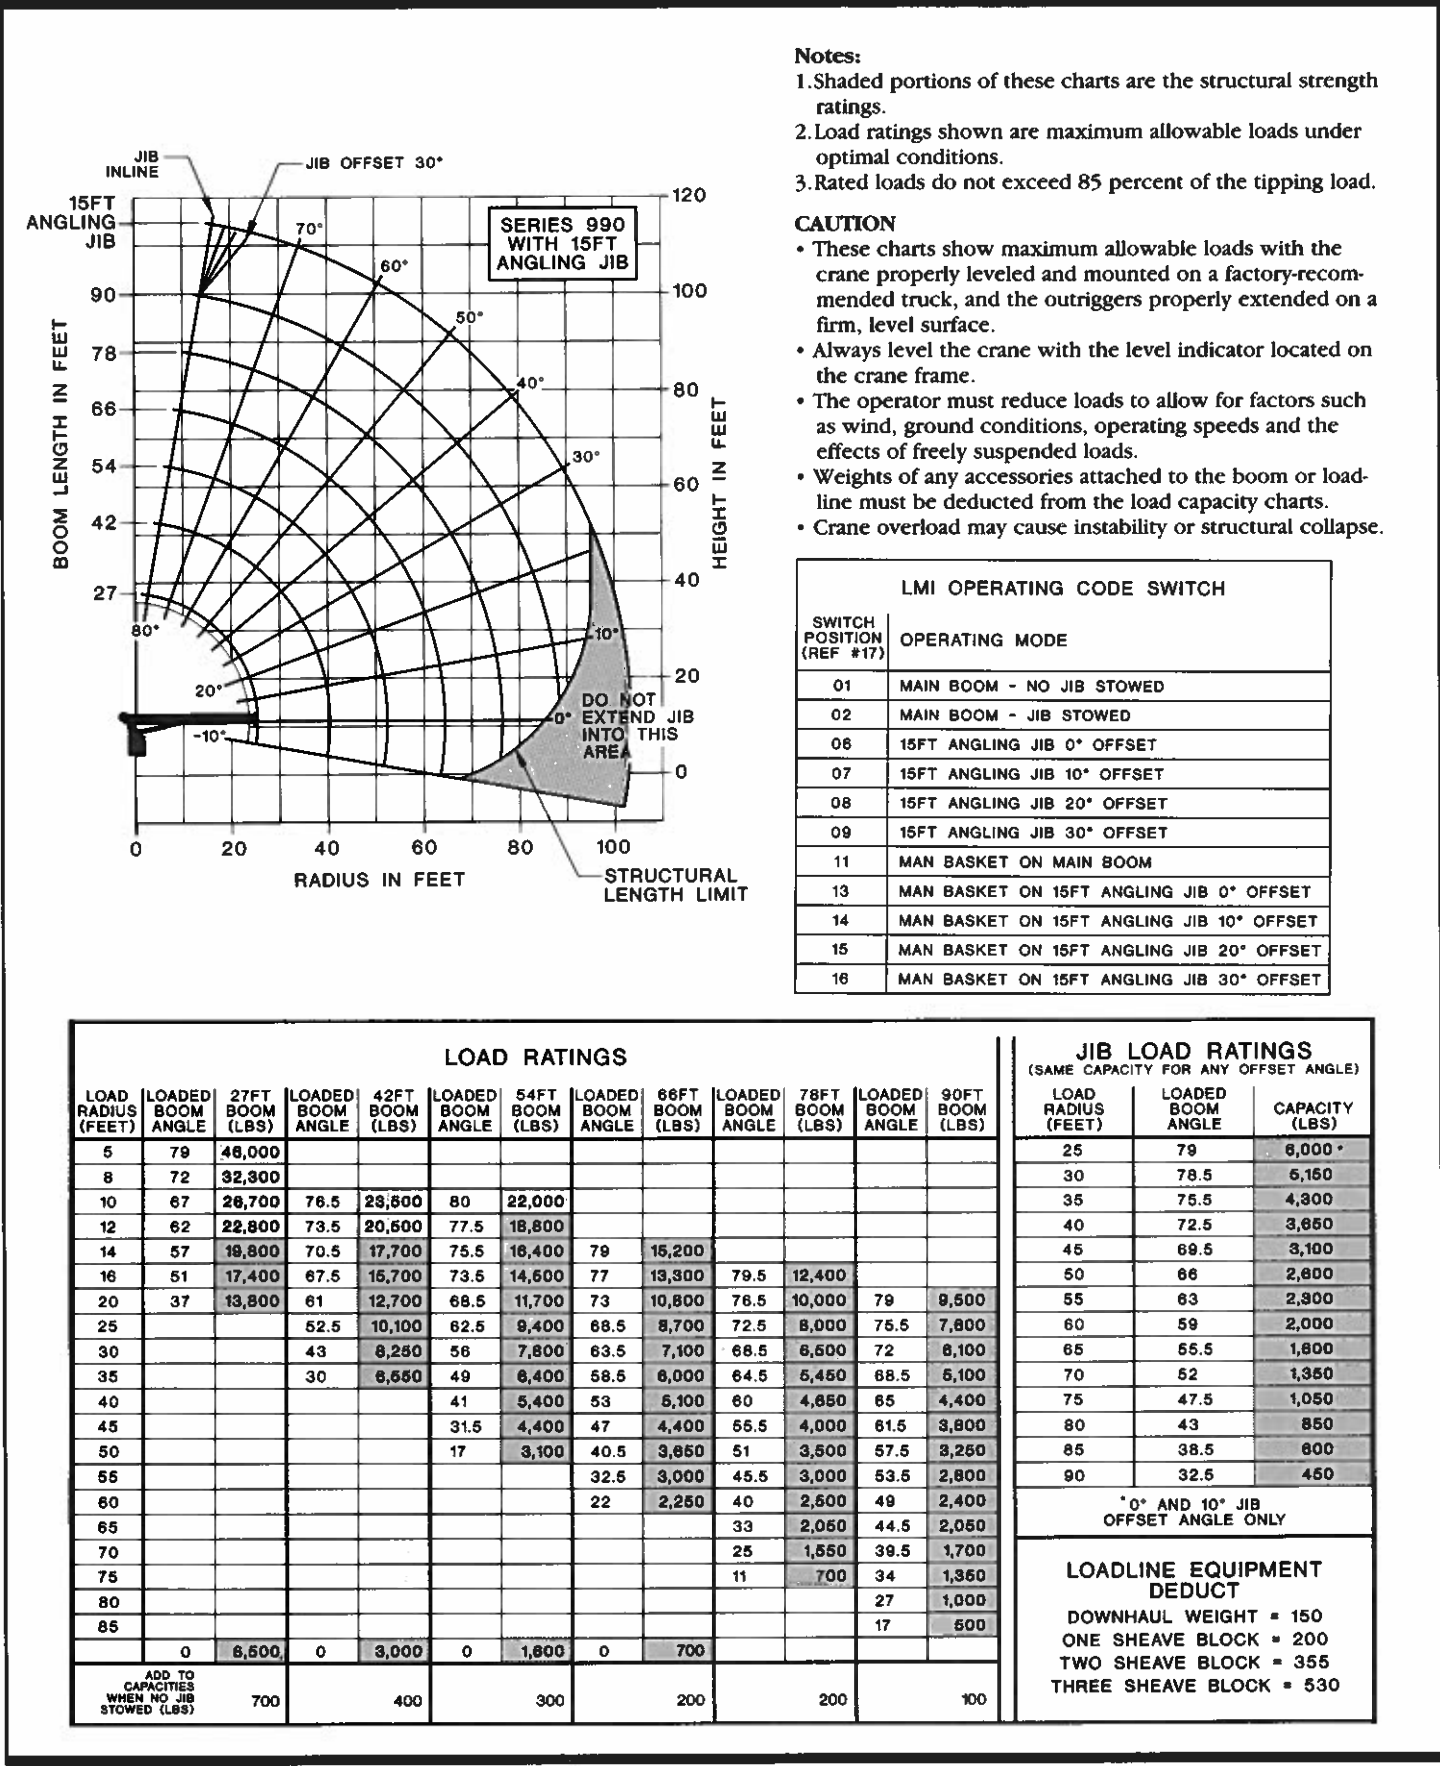 JIB
INLINE
JIB OFFSET 30°
15FT
ANGLING
JIB
70°
60°
50°
40°
30°
SERIES 990
WITH 15FT
ANGLING JIB
120
100
80
60
40
20
0
HEIGHT IN FEET
BOOM LENGTH IN FEET
90
78
66
54
42
27
80°
20°
-10°
10°
0°
DO NOT
EXTEND JIB
INTO THIS
AREA
0 20 40 60 80 100
RADIUS IN FEET
STRUCTURAL
LENGTH LIMIT
Notes:
1.Shaded portions of these charts are the structural strength
ratings.
2.Load ratings shown are maximum allowable loads under
optimal conditions.
3.Rated loads do not exceed 85 percent of the tipping load.
CAUTION
• These charts show maximum allowable loads with the
crane properly leveled and mounted on a factory-recom-
mended truck, and the outriggers properly extended on a
firm, level surface.
• Always level the crane with the level indicator located on
the crane frame.
• The operator must reduce loads to allow for factors such
as wind, ground conditions, operating speeds and the
effects of freely suspended loads.
• Weights of any accessories attached to the boom or load-
line must be deducted from the load capacity charts.
• Crane overload may cause instability or structural collapse.
LMI OPERATING CODE SWITCH
SWITCH
POSITION
(REF #17)
OPERATING MODE
01 MAIN BOOM - NO JIB STOWED
02 MAIN BOOM - JIB STOWED
06 15FT ANGLING JIB 0° OFFSET
07 15FT ANGLING JIB 10° OFFSET
08 15FT ANGLING JIB 20° OFFSET
09 15FT ANGLING JIB 30° OFFSET
11 MAN BASKET ON MAIN BOOM
13 MAN BASKET ON 15FT ANGLING JIB 0° OFFSET
14 MAN BASKET ON 15FT ANGLING JIB 10° OFFSET
15 MAN BASKET ON 15FT ANGLING JIB 20° OFFSET
16 MAN BASKET ON 15FT ANGLING JIB 30° OFFSET
LOAD RATINGS
LOAD LOADED 27FT LOADED 42FT LOADED 54FT LOADED 66FT LOADED 78FT LOADED 90FT
RADIUS BOOM BOOM BOOM BOOM BOOM BOOM BOOM BOOM BOOM BOOM BOOM BOOM
(FEET) ANGLE (LBS) ANGLE (LBS) ANGLE (LBS) ANGLE (LBS) ANGLE (LBS) ANGLE (LBS)
5 79 46,000
8 72 32,300
10 67 26,700 76.5 23,500 80 22,000
12 62 22,800 73.5 20,500 77.5 18,800
14 57 19,800 70.5 17,700 75.5 16,400 79 15,200
16 51 17,400 67.5 15,700 73.5 14,500 77 13,300 79.5 12,400
20 37 13,800 61 12,700 68.5 11,700 73 10,800 76.5 10,000 79 9,500
25 52.5 10,100 62.5 9,400 68.5 8,700 72.5 8,000 75.5 7,600
30 43 8,250 56 7,800 63.5 7,100 68.5 6,500 72 6,100
35 30 6,550 49 6,400 58.5 6,000 64.5 5,450 68.5 5,100
40 41 5,400 53 5,100 60 4,650 65 4,400
45 31.5 4,400 47 4,400 55.5 4,000 61.5 3,800
50 17 3,100 40.5 3,650 51 3,500 57.5 3,250
55 32.5 3,000 45.5 3,000 53.5 2,800
60 22 2,250 40 2,500 49 2,400
65 33 2,050 44.5 2,050
70 25 1,550 39.5 1,700
75 11 700 34 1,350
80 27 1,000
85 17 500
0 6,500 0 3,000 0 1,600 0 700
ADD TO
CAPACITIES
WHEN NO JIB
STOWED (LBS)
700 400 300 200 200 100
JIB LOAD RATINGS
(SAME CAPACITY FOR ANY OFFSET ANGLE)
LOAD LOADED
RADIUS BOOM CAPACITY
(FEET) ANGLE (LBS)
25 79 6,000*
30 78.5 5,150
35 75.5 4,300
40 72.5 3,650
45 69.5 3,100
50 66 2,600
55 63 2,300
60 59 2,000
65 55.5 1,600
70 52 1,350
75 47.5 1,050
80 43 850
85 38.5 600
90 32.5 450
*0° AND 10° JIB
OFFSET ANGLE ONLY
LOADLINE EQUIPMENT
DEDUCT
DOWNHAUL WEIGHT = 150
ONE SHEAVE BLOCK = 200
TWO SHEAVE BLOCK = 355
THREE SHEAVE BLOCK = 530